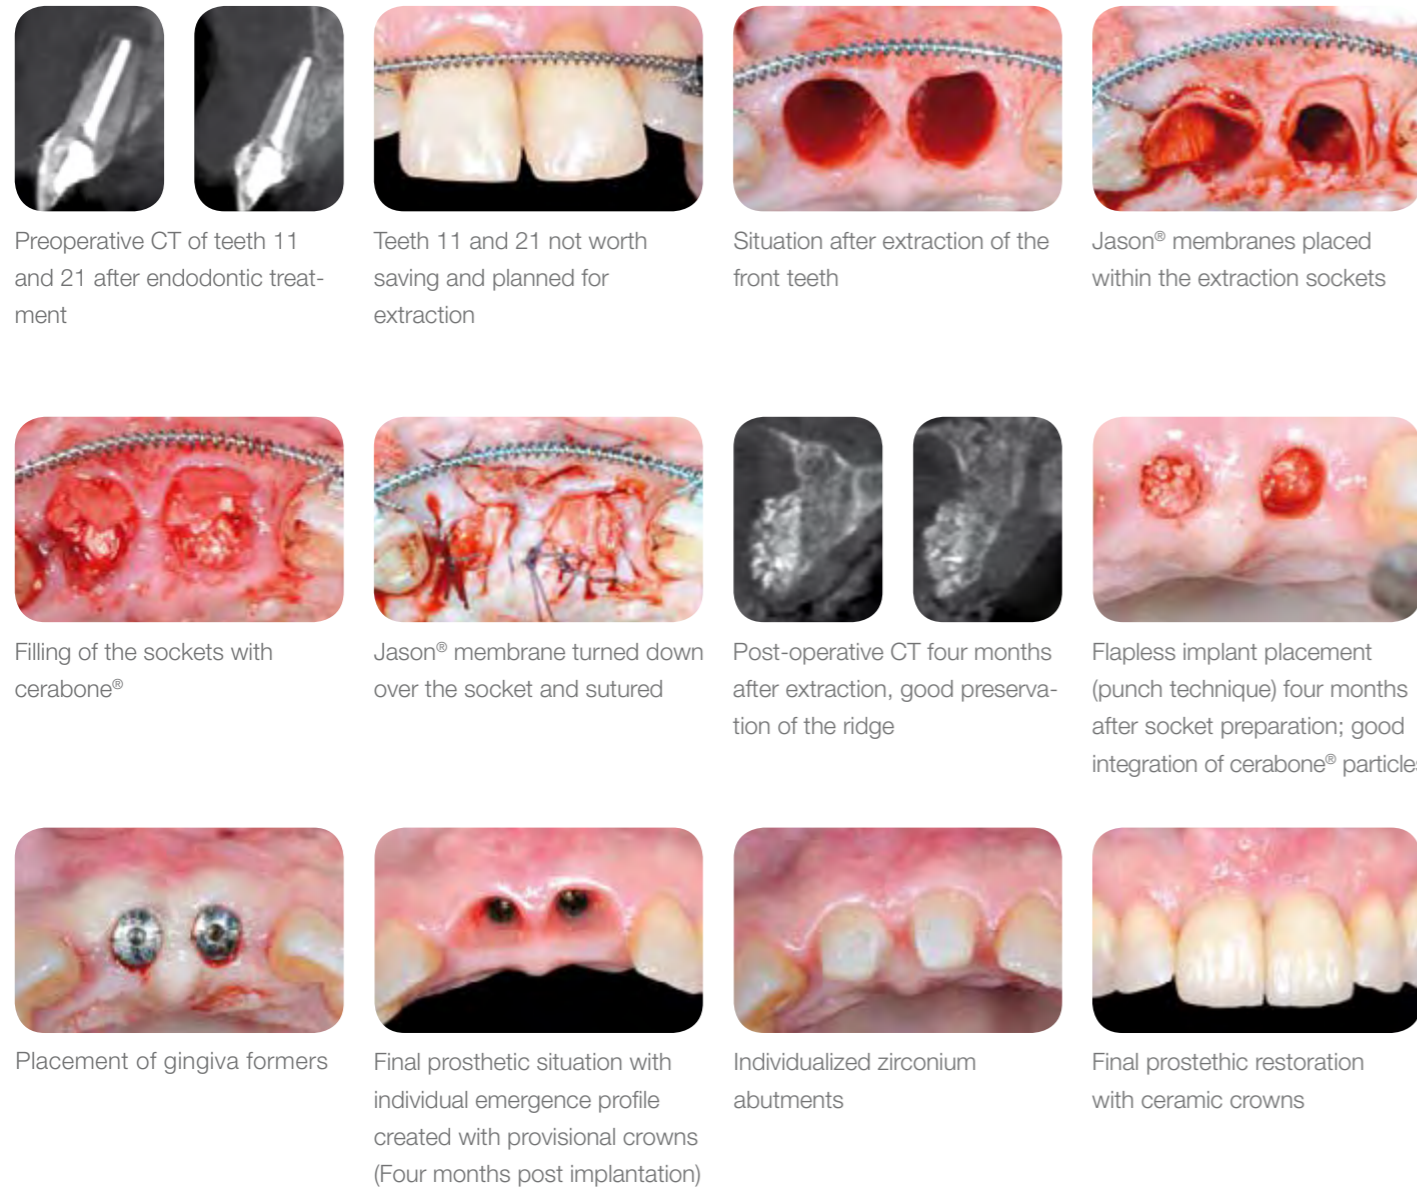 Preoperative CT of teeth 11
and 21 after endodontic treat-
ment
Teeth 11 and 21 not worth
saving and planned for
extraction
Situation after extraction of the
front teeth
Jason® membranes placed
within the extraction sockets
Filling of the sockets with
cerabone®
Jason® membrane turned down
over the socket and sutured
Post-operative CT four months
after extraction, good preserva-
tion of the ridge
Flapless implant placement
(punch technique) four months
after socket preparation; good
integration of cerabone® particles
Placement of gingiva formers
Final prosthetic situation with
individual emergence profile
created with provisional crowns
(Four months post implantation)
Individualized zirconium
abutments
Final prostethic restoration
with ceramic crowns